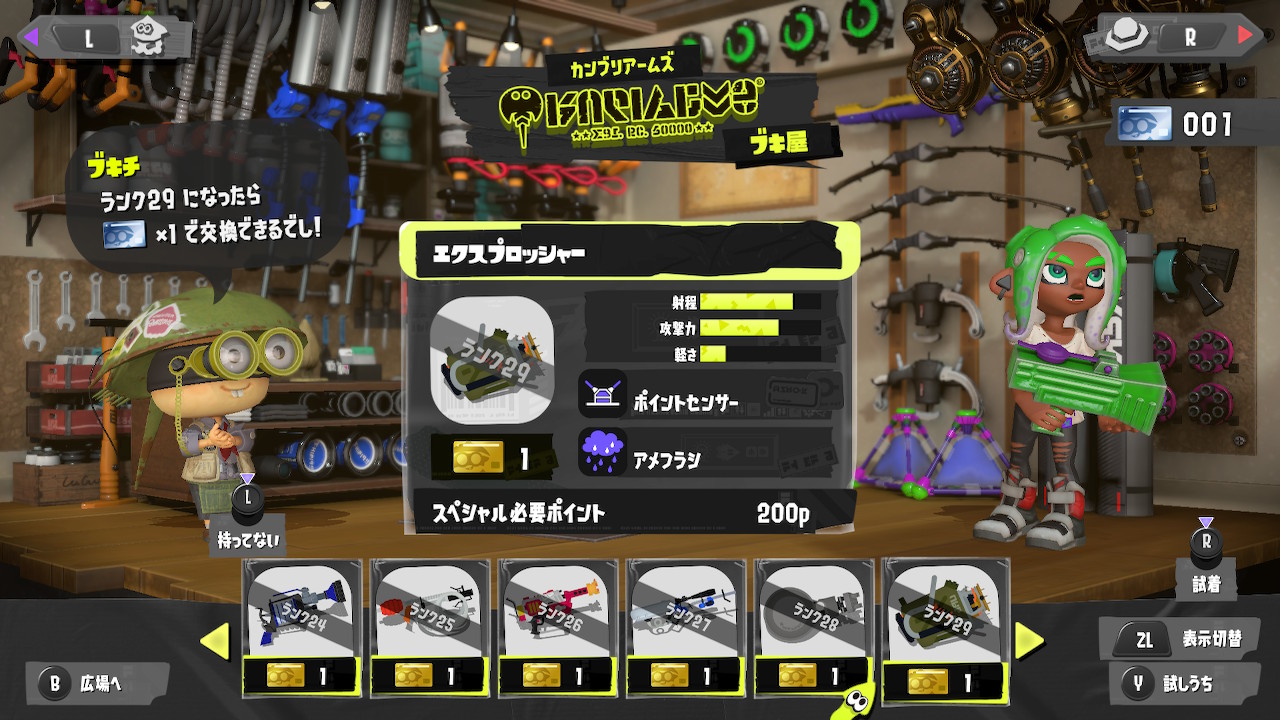 L
R
001
カンブリアームズ
ブキ屋
ブキチ
ランク29 になったら
×1 で交換できるでし!
エクスプロッシャー
ランク29
射程
攻撃力
軽さ
ポイントセンサー
1
アメフラシ
スペシャル必要ポイント 200p
L
持ってない
R
試着
ランク24
ランク25
ランク26
ランク27
ランク28
ランク29
1
1
1
1
1
1
ZL 表示切替
B 広場へ
Y 試しうち